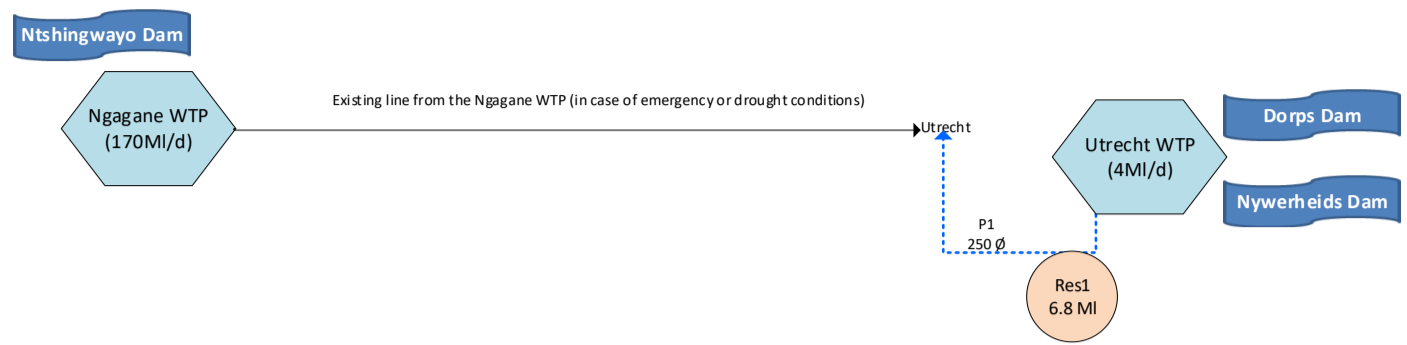 Ntshingwayo Dam
Ngagane WTP
(170Ml/d)
Existing line from the Ngagane WTP (in case of emergency or drought conditions)
Utrecht
Utrecht WTP
(4Ml/d)
Dorps Dam
Nywerheids Dam
P1
250 Ø
Res1
6.8 Ml